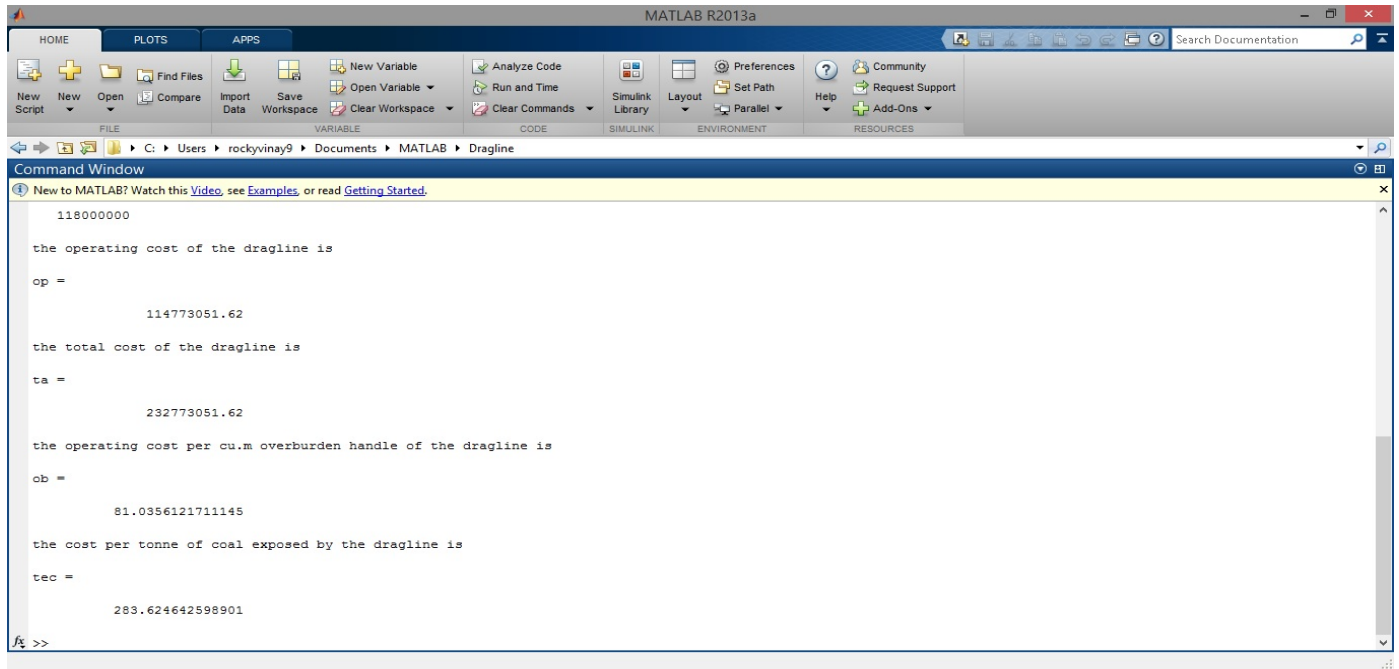 MATLAB R2013a
HOME PLOTS APPS
Search Documentation
New Script
New
Open
Find Files
Compare
Import Data
Save Workspace
New Variable
Open Variable
Clear Workspace
Analyze Code
Run and Time
Clear Commands
Simulink Library
Layout
Preferences
Set Path
Parallel
Help
Community
Request Support
Add-Ons
FILE VARIABLE CODE SIMULINK ENVIRONMENT RESOURCES
C: Users rockyvinay9 Documents MATLAB Dragline
Command Window
New to MATLAB? Watch this Video, see Examples, or read Getting Started.
118000000
the operating cost of the dragline is
op =
114773051.62
the total cost of the dragline is
ta =
232773051.62
the operating cost per cu.m overburden handle of the dragline is
ob =
81.0356121711145
the cost per tonne of coal exposed by the dragline is
tec =
283.624642598901
fx >>